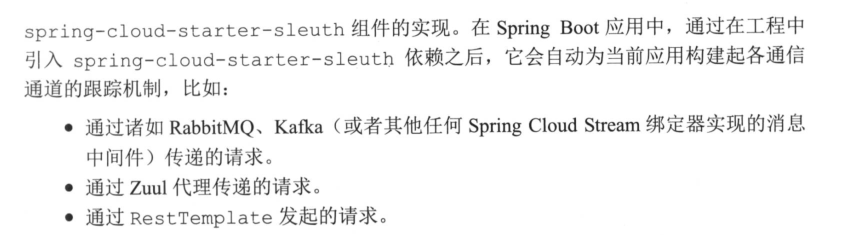 spring-cloud-starter-sleuth 组件的实现。在 Spring Boot 应用中，通过在工程中
引入 spring-cloud-starter-sleuth 依赖之后，它会自动为当前应用构建起各通信
通道的跟踪机制，比如：
● 通过诸如 RabbitMQ、Kafka（或者其他任何 Spring Cloud Stream 绑定器实现的消息
中间件）传递的请求。
● 通过 Zuul 代理传递的请求。
● 通过 RestTemplate 发起的请求。